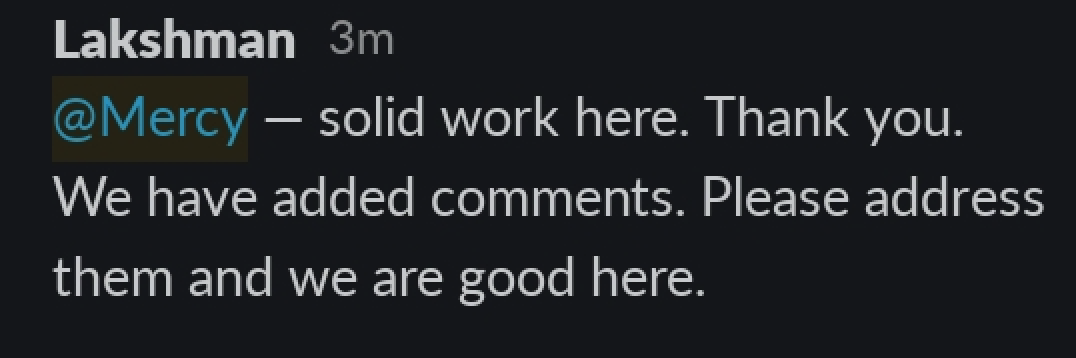 Lakshman 3m
@Mercy — solid work here. Thank you.
We have added comments. Please address
them and we are good here.